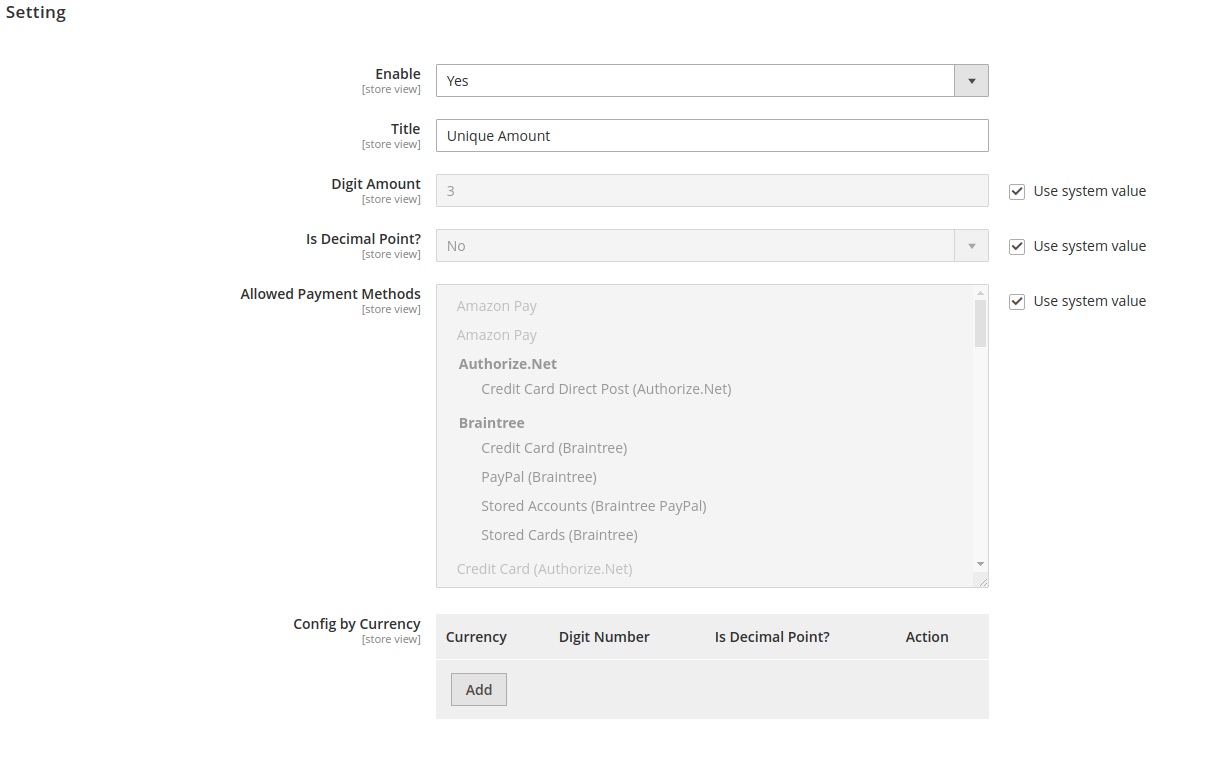 Setting
Enable
[store view]
Yes
Title
[store view]
Unique Amount
Digit Amount
[store view]
3
Use system value
Is Decimal Point?
[store view]
No
Use system value
Allowed Payment Methods
[store view]
Amazon Pay
Amazon Pay
Authorize.Net
Credit Card Direct Post (Authorize.Net)
Braintree
Credit Card (Braintree)
PayPal (Braintree)
Stored Accounts (Braintree PayPal)
Stored Cards (Braintree)
Credit Card (Authorize.Net)
Use system value
Config by Currency
[store view]
Currency Digit Number Is Decimal Point? Action
Add